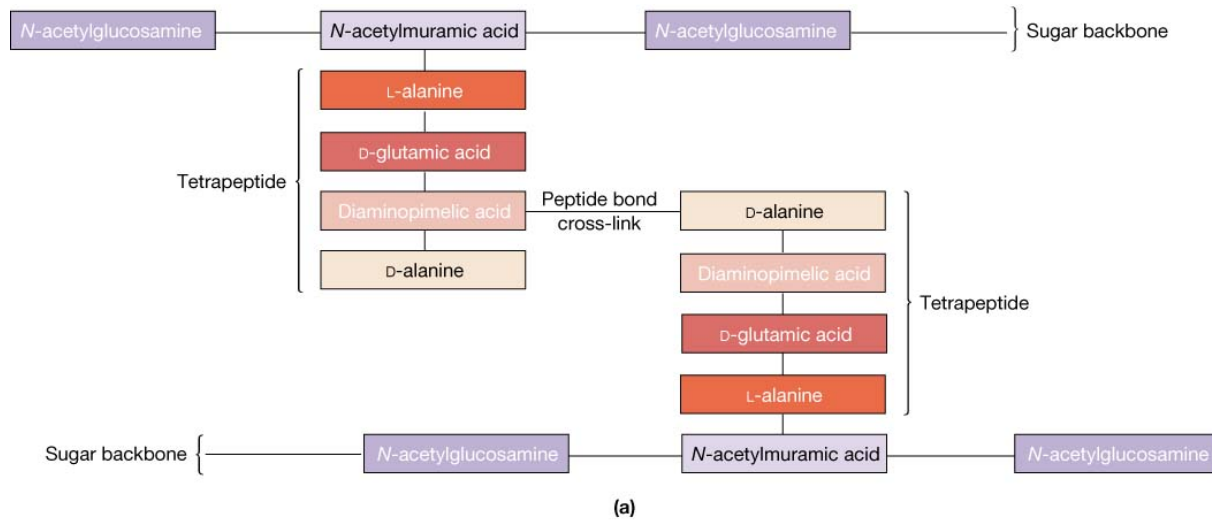 N-acetylglucosamine N-acetylmuramic acid N-acetylglucosamine Sugar backbone
L-alanine
D-glutamic acid
Tetrapeptide
Diaminopimelic acid
Peptide bond
cross-link
D-alanine
D-alanine
Diaminopimelic acid
Tetrapeptide
D-glutamic acid
L-alanine
Sugar backbone N-acetylglucosamine N-acetylmuramic acid N-acetylglucosamine
(a)